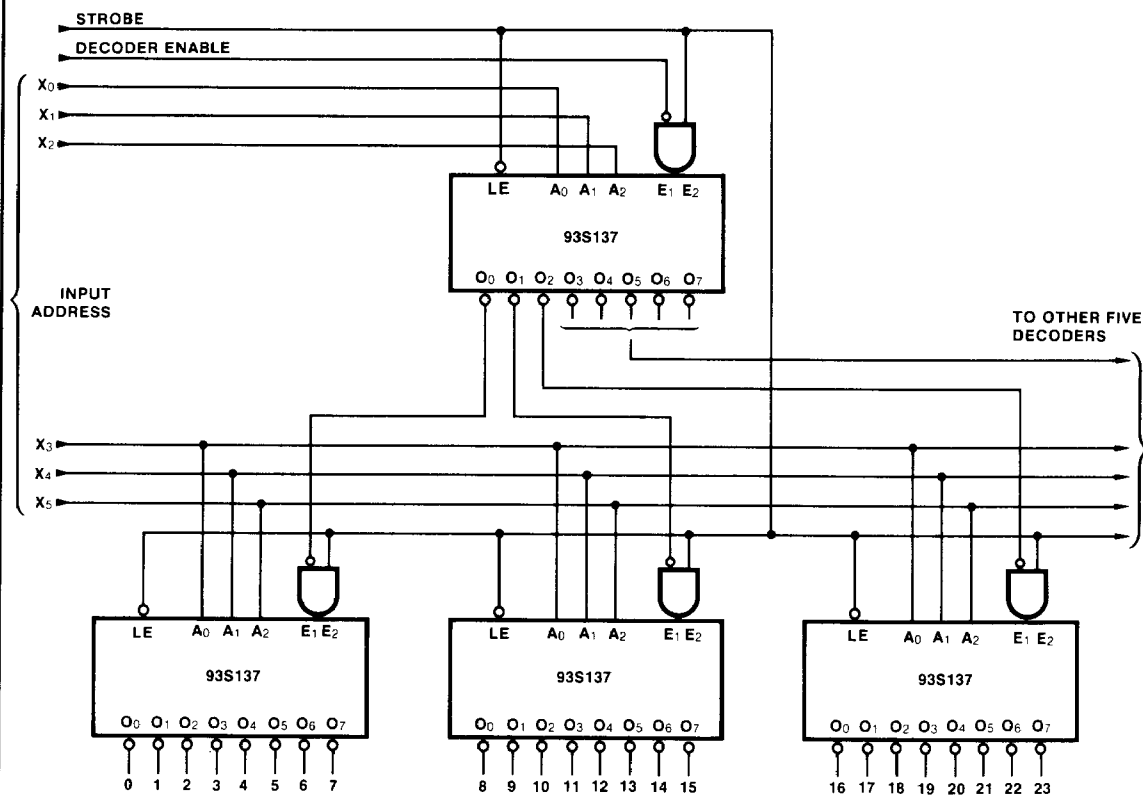 STROBE
DECODER ENABLE
X0
X1
X2
LE A0 A1 A2 E1 E2
93S137
O0 O1 O2 O3 O4 O5 O6 O7
INPUT
ADDRESS
TO OTHER FIVE
DECODERS
X3
X4
X5
LE A0 A1 A2 E1 E2
93S137
O0 O1 O2 O3 O4 O5 O6 O7
0 1 2 3 4 5 6 7
LE A0 A1 A2 E1 E2
93S137
O0 O1 O2 O3 O4 O5 O6 O7
8 9 10 11 12 13 14 15
LE A0 A1 A2 E1 E2
93S137
O0 O1 O2 O3 O4 O5 O6 O7
16 17 18 19 20 21 22 23